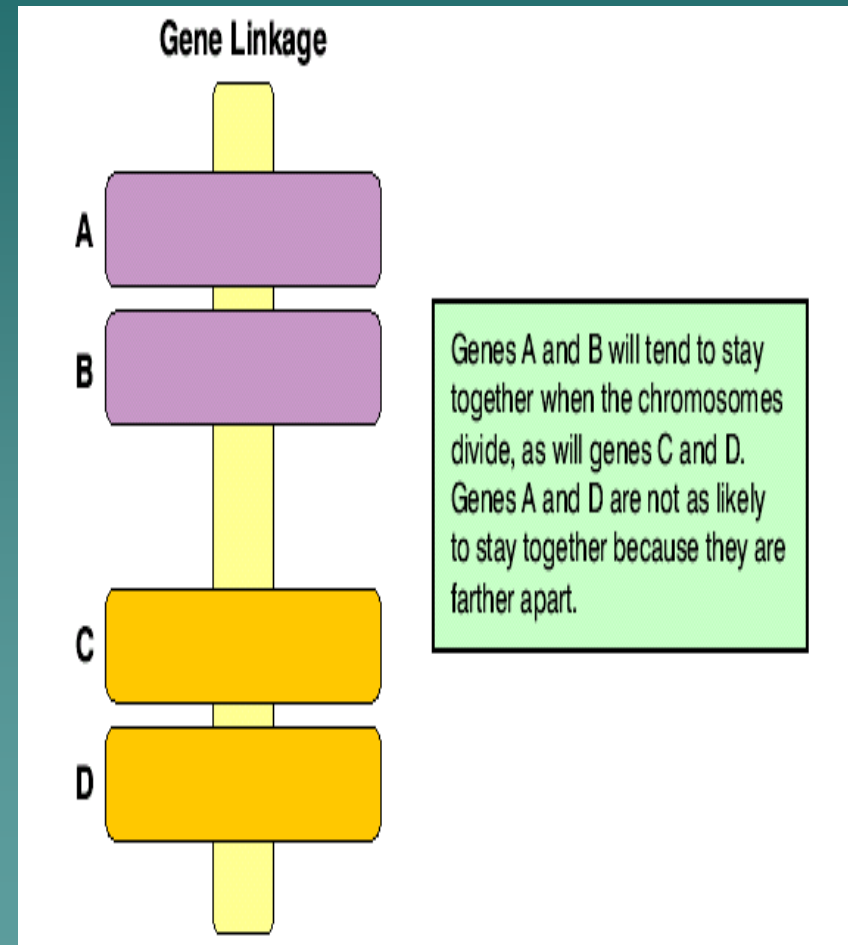 Gene Linkage
A
B
Genes A and B will tend to stay
together when the chromosomes
divide, as will genes C and D.
Genes A and D are not as likely
to stay together because they are
farther apart.
C
D